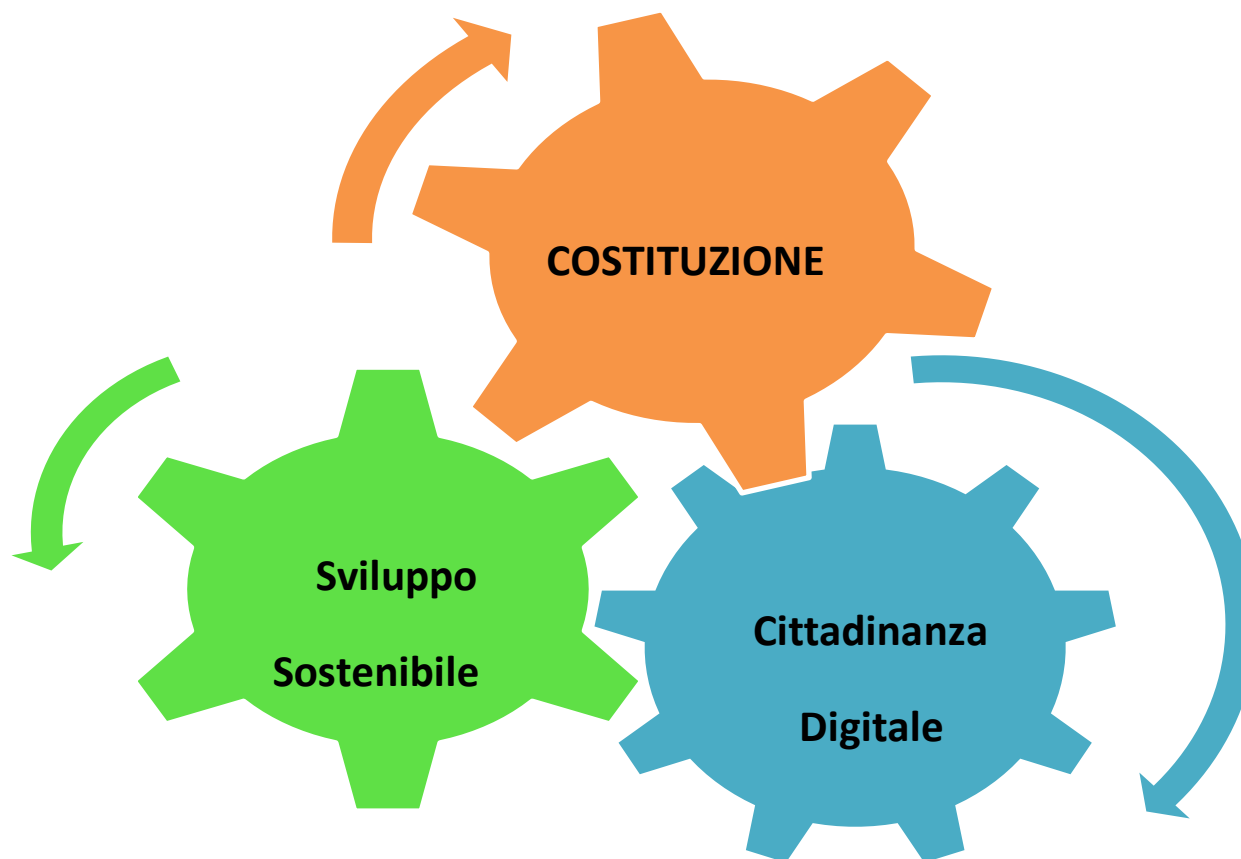 COSTITUZIONE
Sviluppo
Sostenibile
Cittadinanza
Digitale